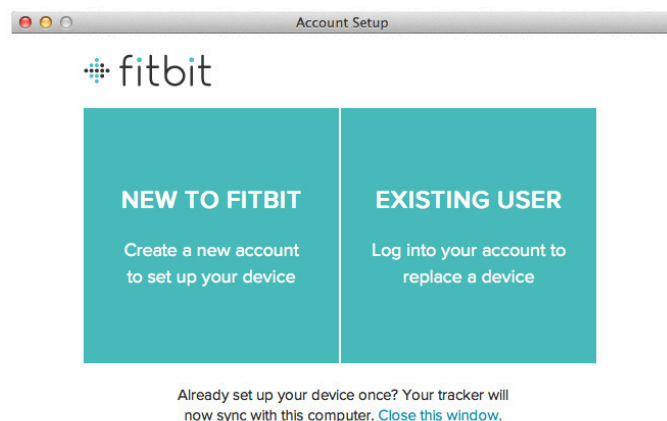 Account Setup
fitbit
NEW TO FITBIT
Create a new account
to set up your device
EXISTING USER
Log into your account to
replace a device
Already set up your device once? Your tracker will
now sync with this computer. Close this window.